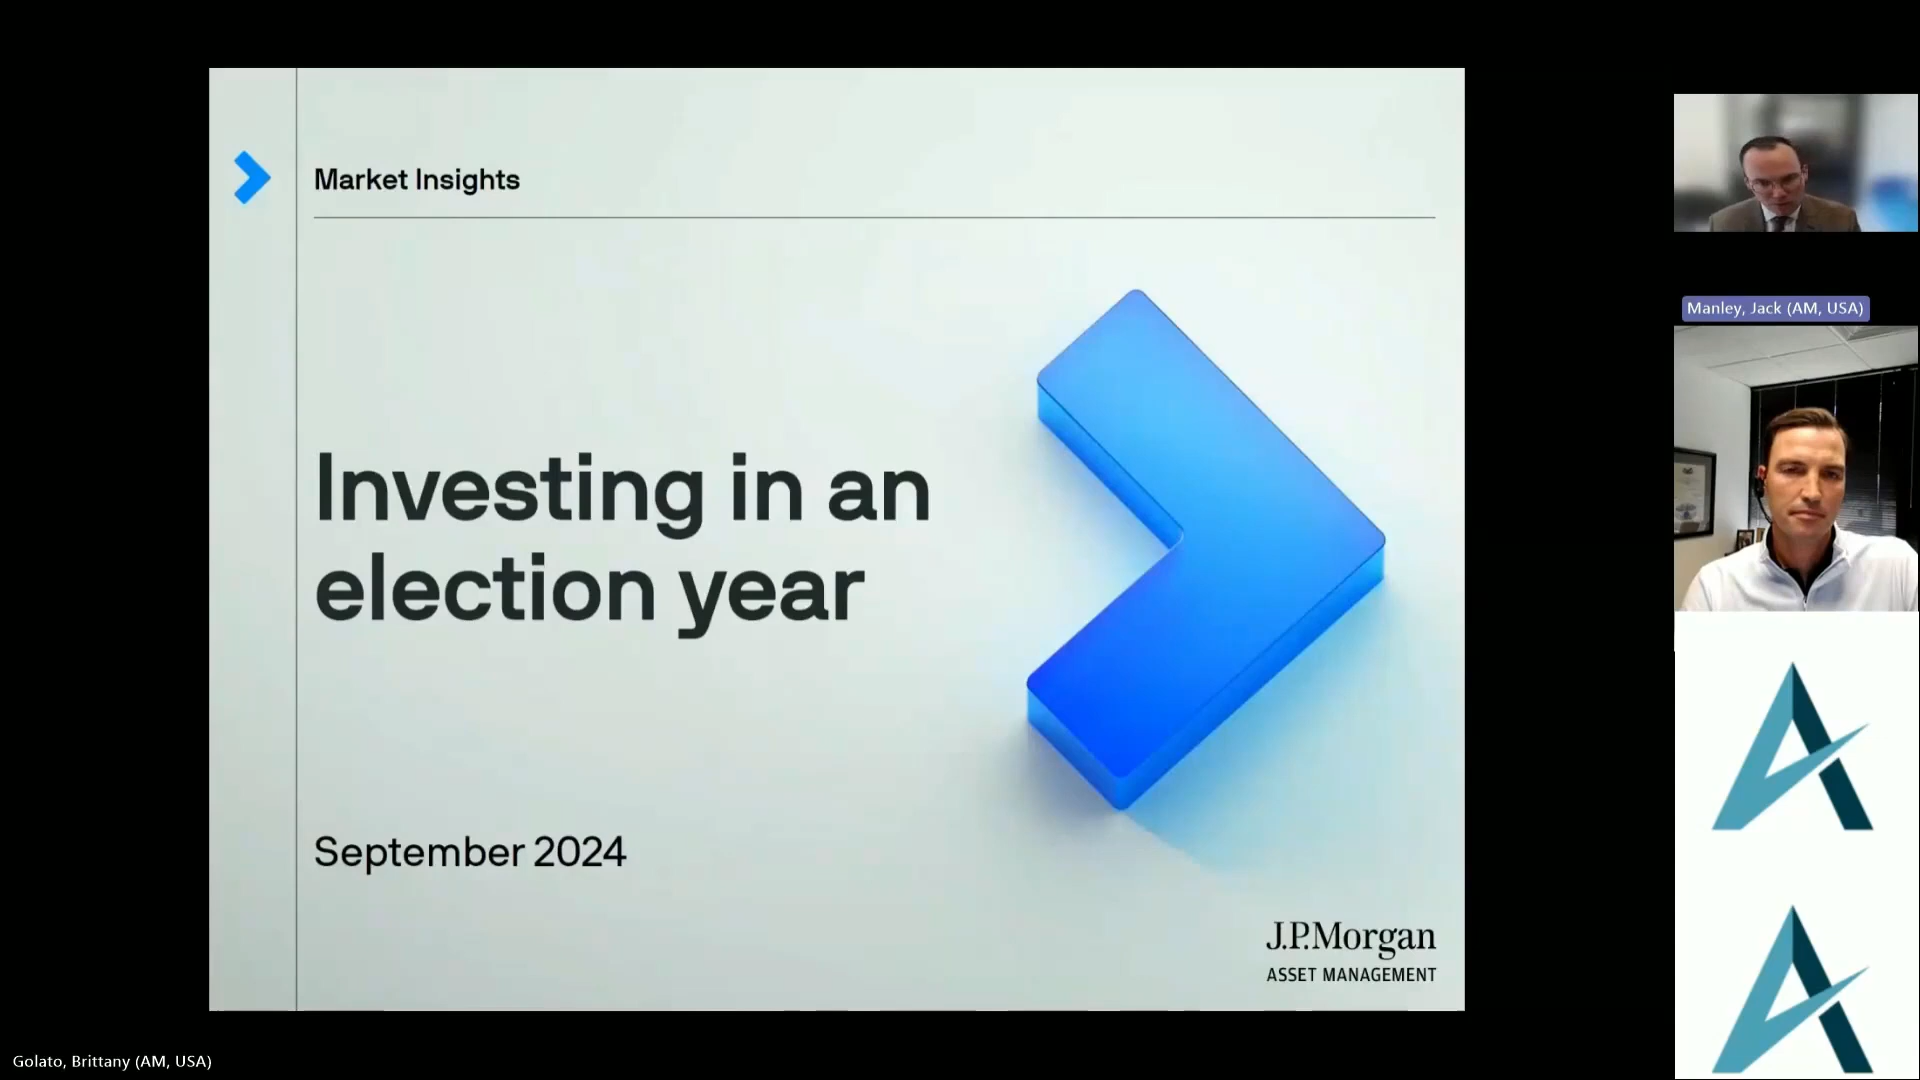 Market Insights
Investing in an
election year
September 2024
J.P.Morgan
ASSET MANAGEMENT
Manley, Jack (AM, USA)
Golato, Brittany (AM, USA)